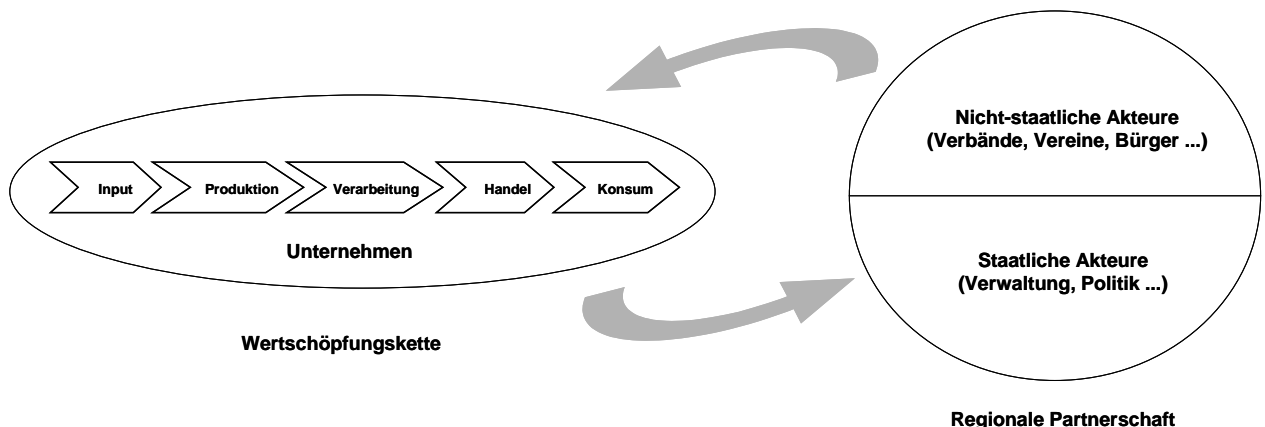 Input Produktion Verarbeitung Handel Konsum
Unternehmen
Wertschöpfungskette
Nicht-staatliche Akteure
(Verbände, Vereine, Bürger ...)
Staatliche Akteure
(Verwaltung, Politik ...)
Regionale Partnerschaft